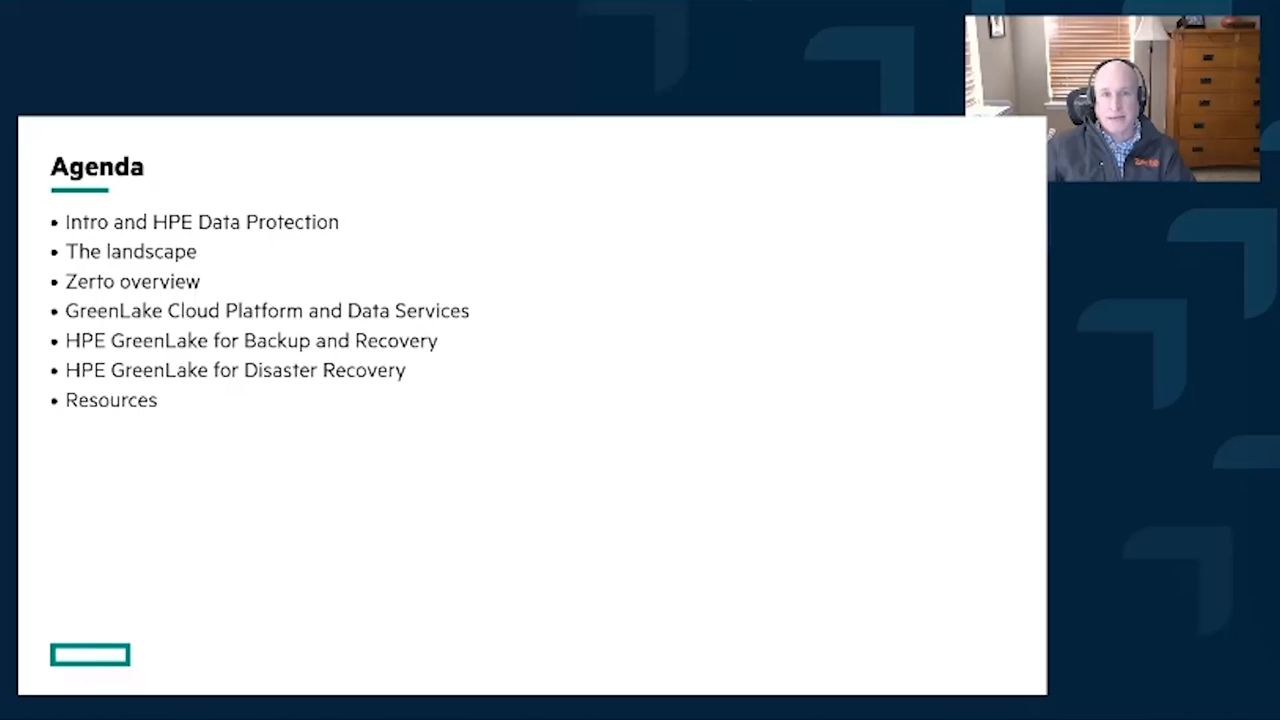 Agenda
• Intro and HPE Data Protection
• The landscape
• Zerto overview
• GreenLake Cloud Platform and Data Services
• HPE GreenLake for Backup and Recovery
• HPE GreenLake for Disaster Recovery
• Resources